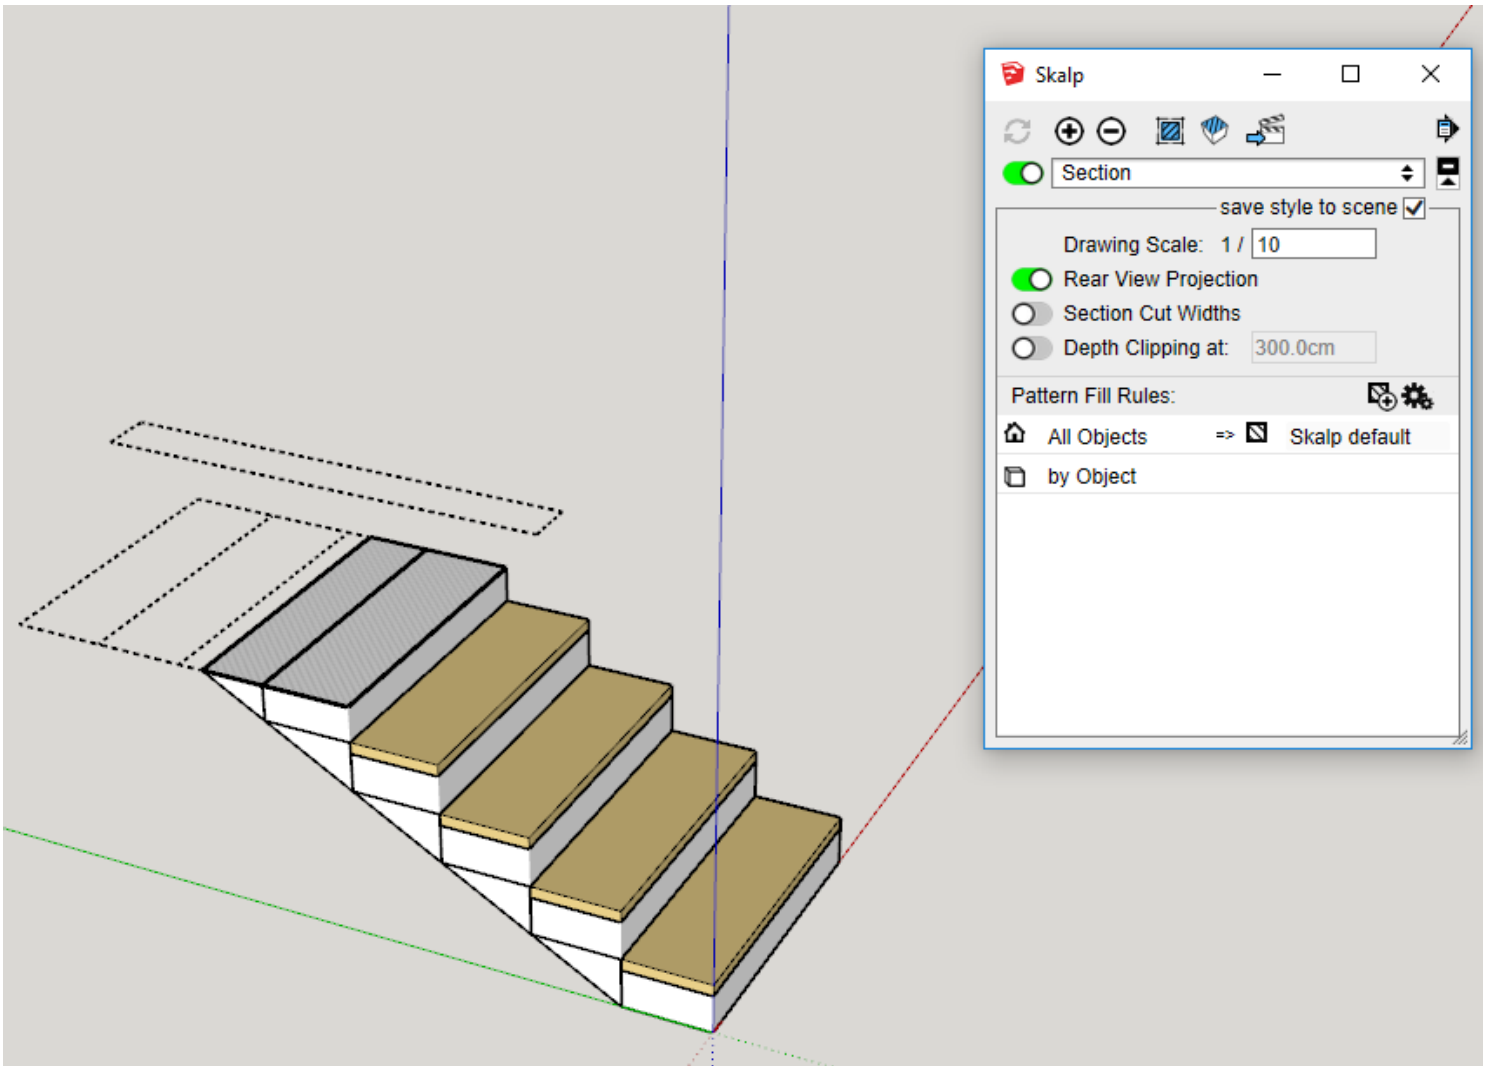 Skalp
Section
save style to scene
Drawing Scale: 1 / 10
Rear View Projection
Section Cut Widths
Depth Clipping at: 300.0cm
Pattern Fill Rules:
All Objects => Skalp default
by Object